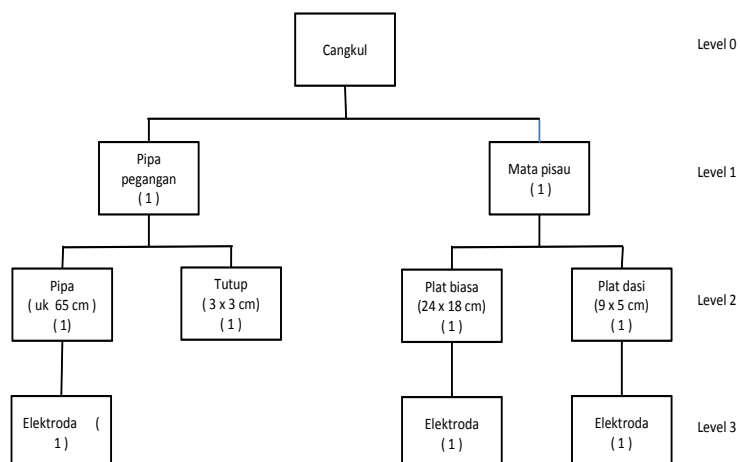 Cangkul
Level 0
Pipa
pegangan
( 1 )
Mata pisau
( 1 )
Level 1
Pipa
( uk 65 cm )
(1)
Tutup
( 3 x 3 cm)
( 1 )
Plat biasa
(24 x 18 cm)
( 1 )
Plat dasi
(9 x 5 cm)
( 1 )
Level 2
Elektroda (
1 )
Elektroda
( 1 )
Elektroda
( 1 )
Level 3